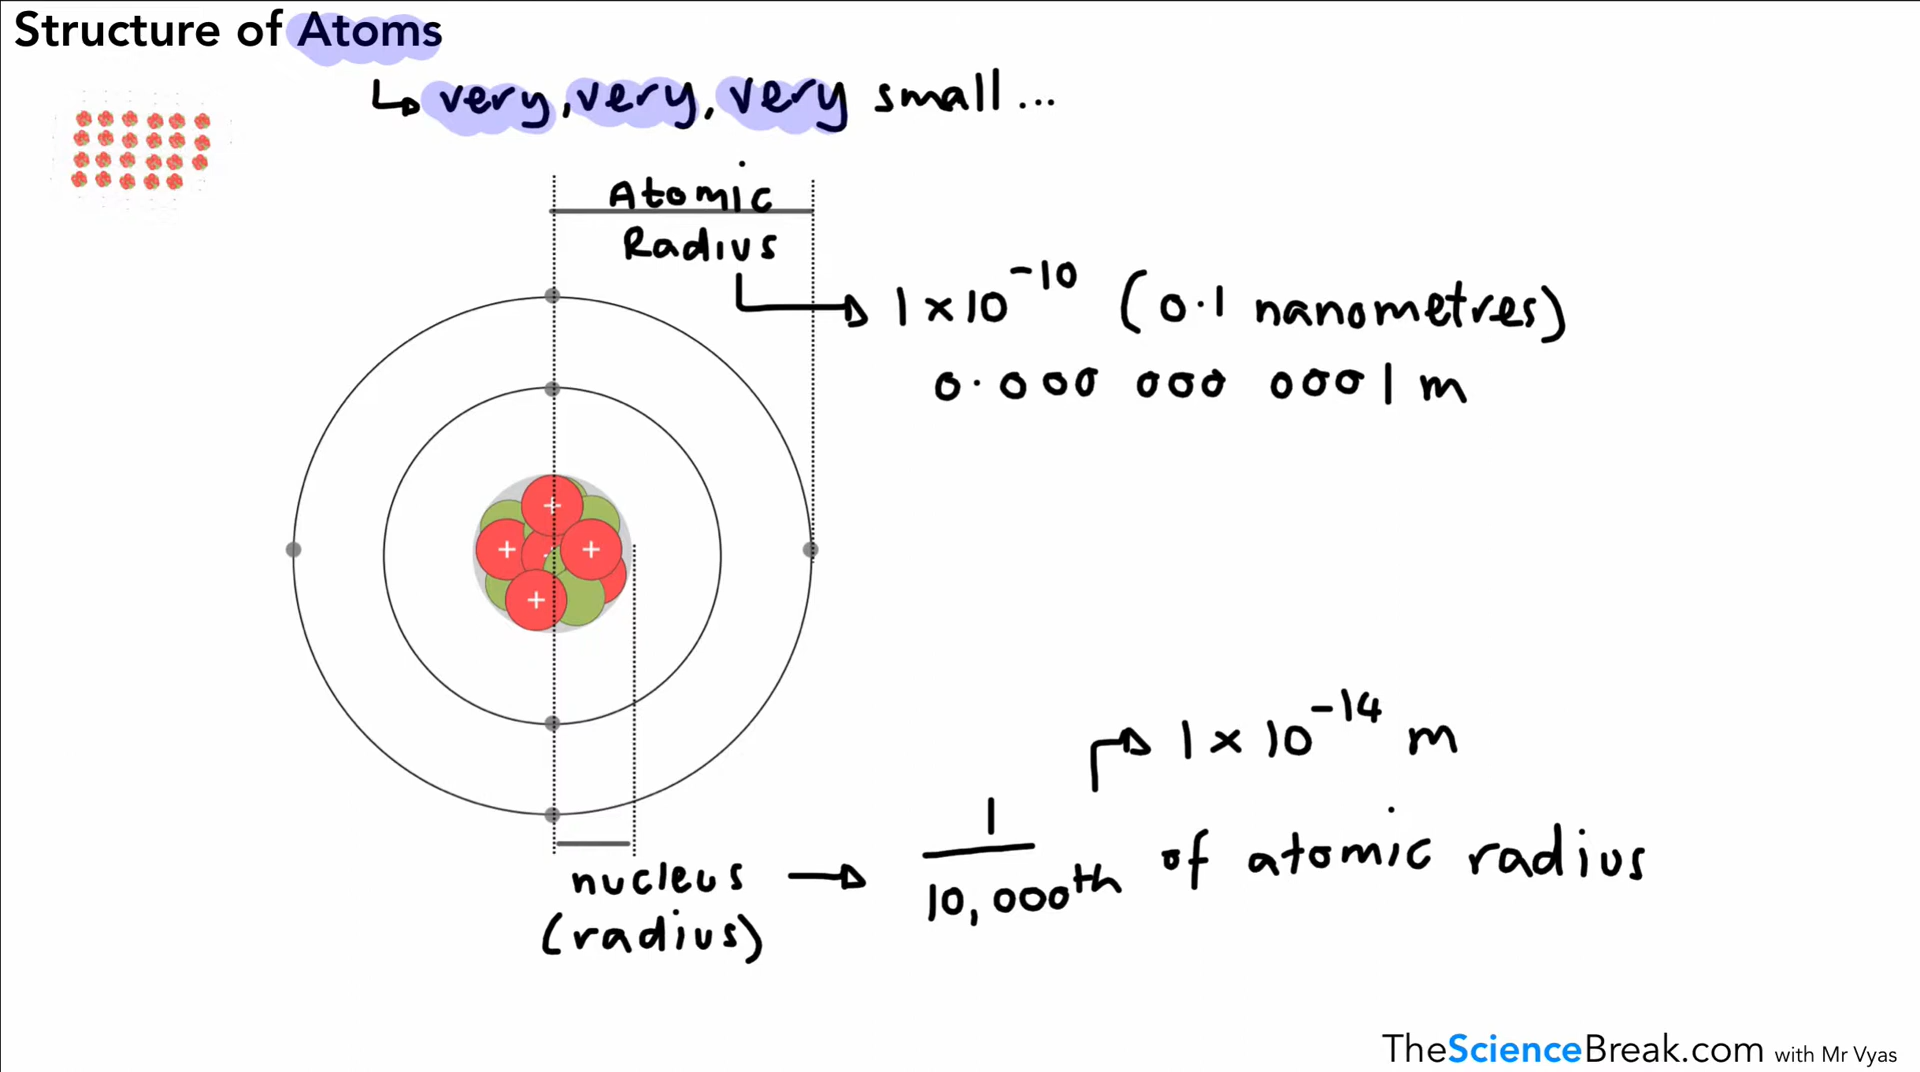 Structure of Atoms
↳ very, very, very small...
Atomic
Radius
1 × 10⁻¹⁰ (0.1 nanometres)
0.000 000 0001 m
+
+ +
+
1 × 10⁻¹⁴ m
1
10,000th of atomic radius
nucleus
(radius)
TheScienceBreak.com with Mr Vyas